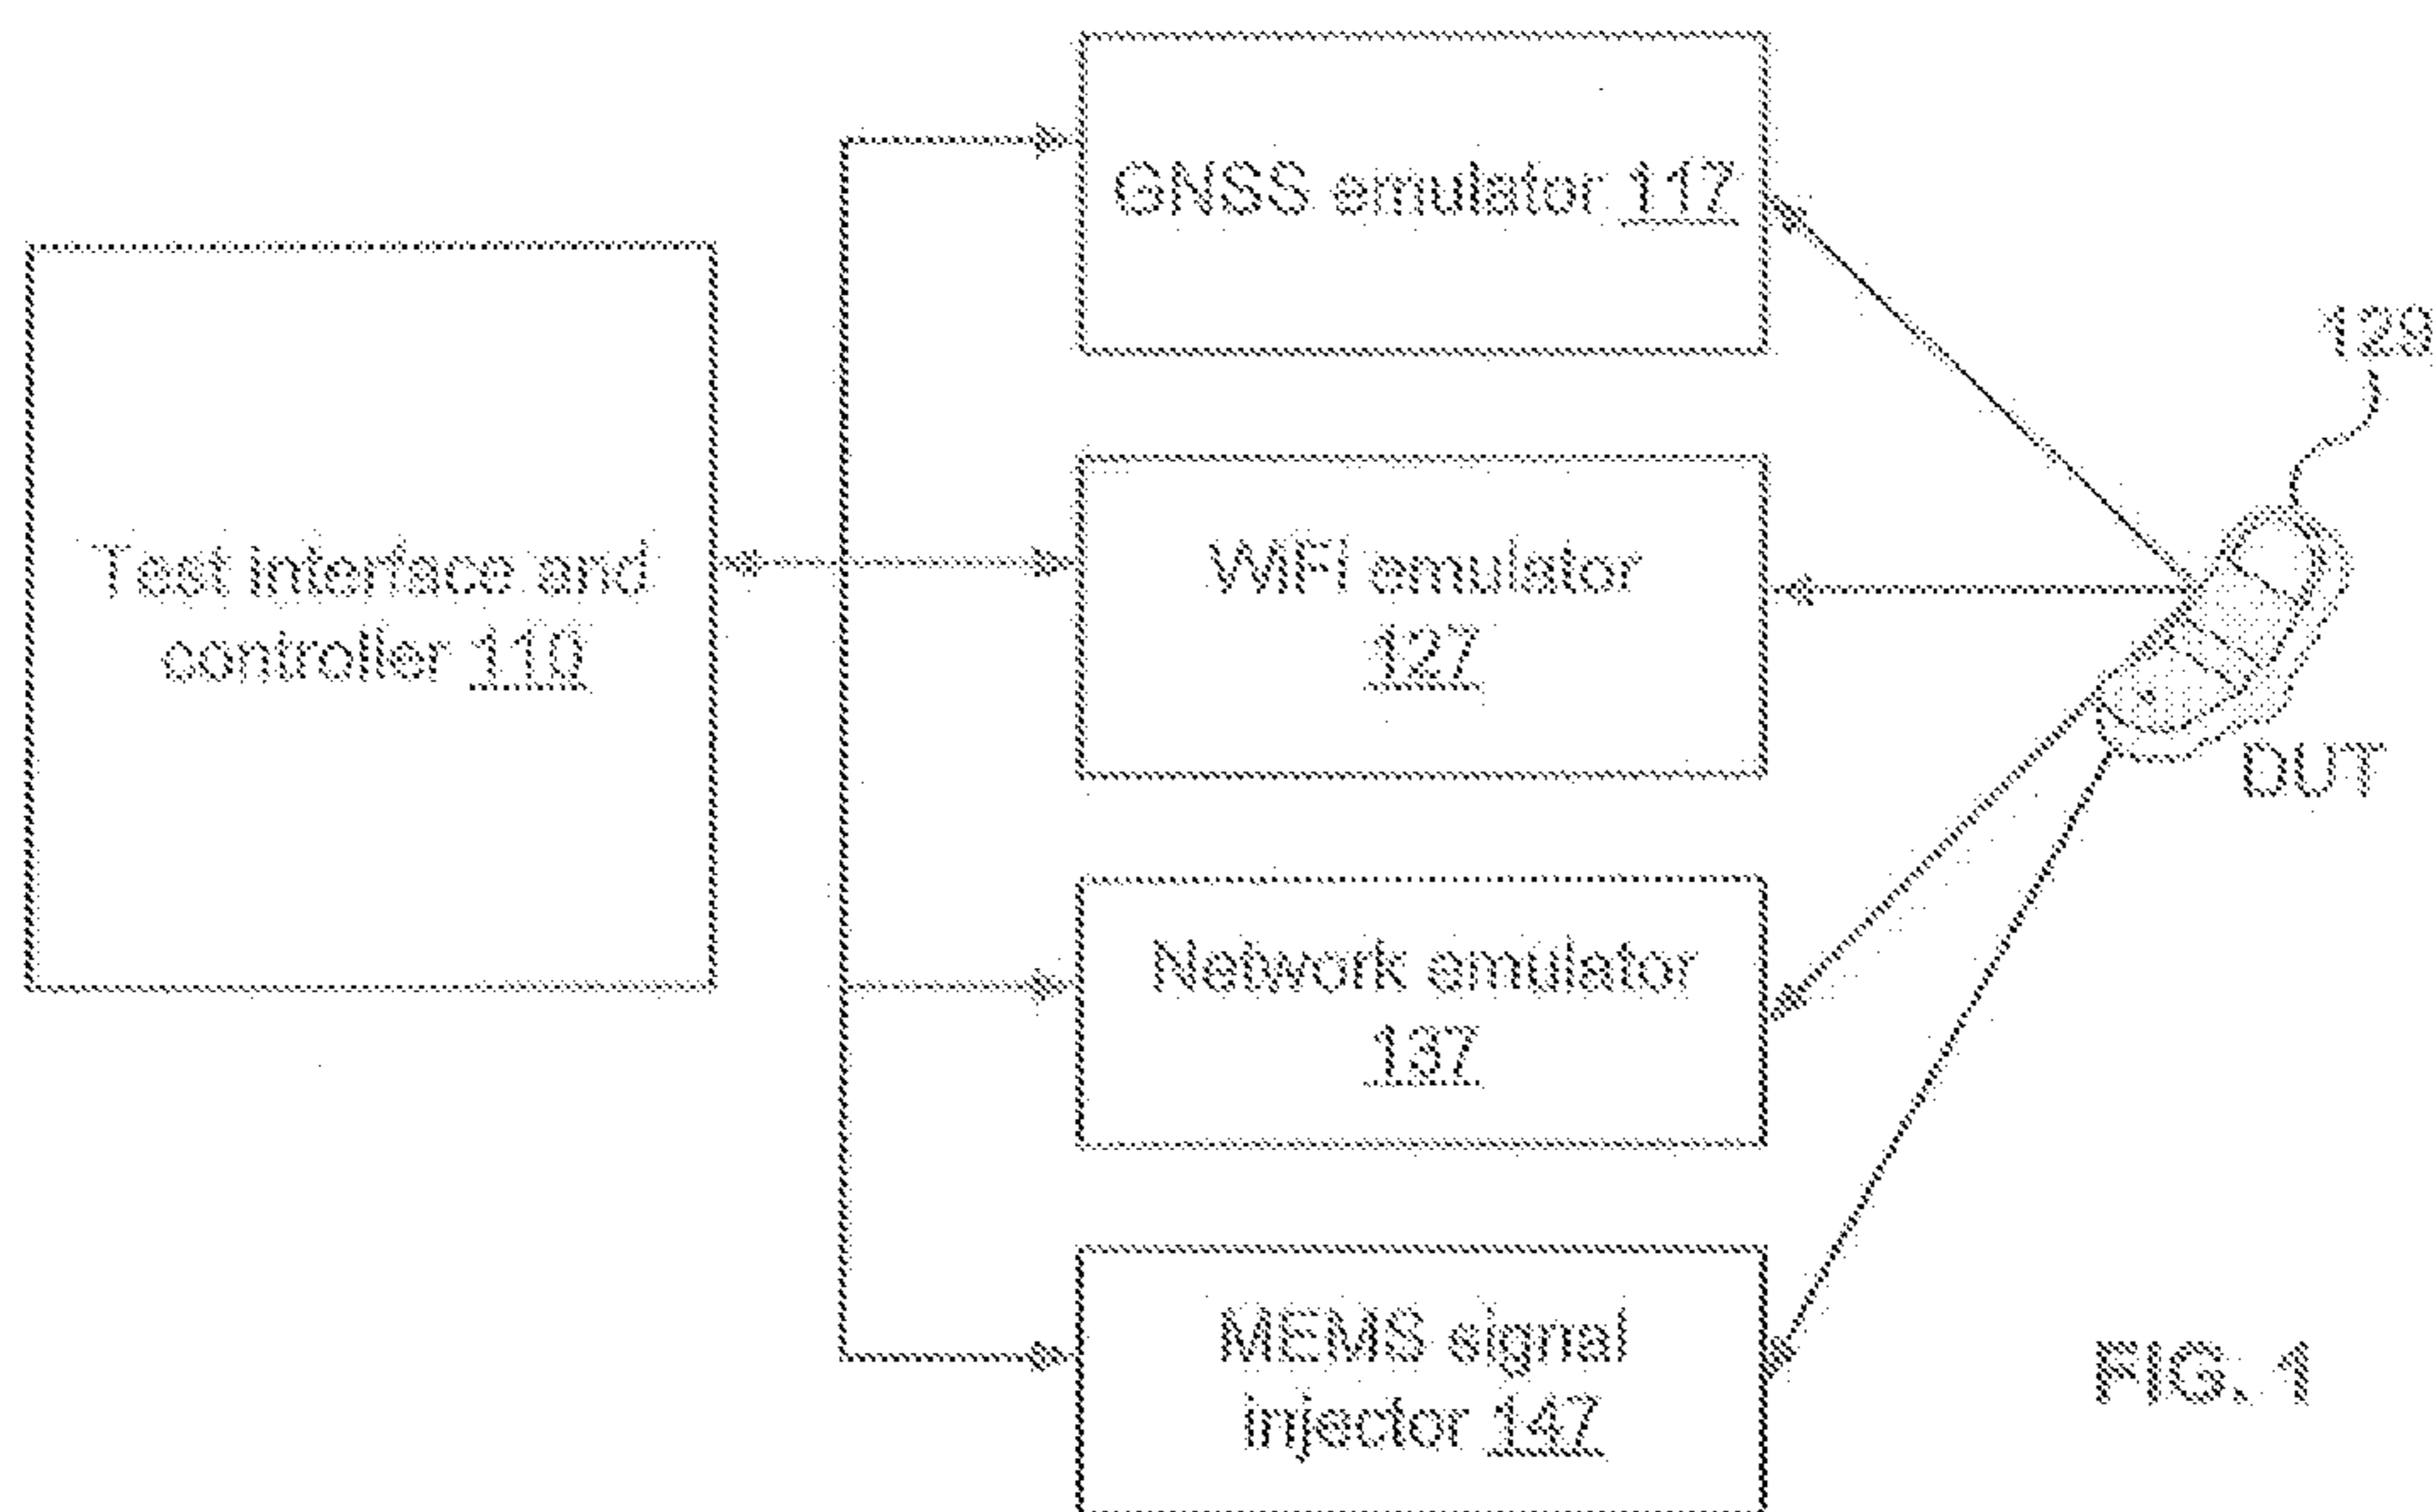 GNSS emulator 117
129
Test interface and
controller 110
WiFi emulator
127
DUT
Network emulator
137
MEMS signal
injector 147
FIG. 1